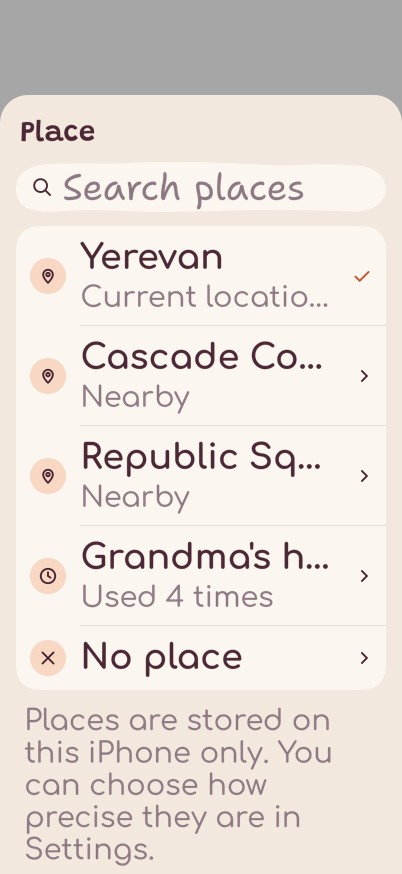 Place
Search places
Yerevan
Current locatio...
Cascade Co...
Nearby
Republic Sq...
Nearby
Grandma's h...
Used 4 times
No place
Places are stored on
this iPhone only. You
can choose how
precise they are in
Settings.